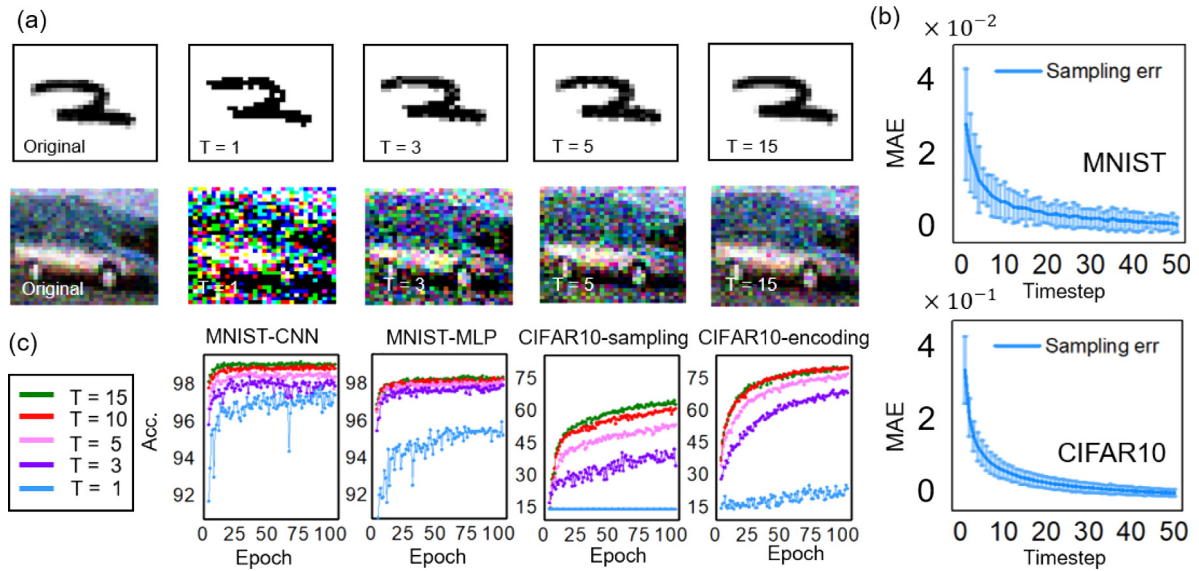 (a)
Original
T = 1
T = 3
T = 5
T = 15
Original
T = 1
T = 3
T = 5
T = 15
(b)
× 10⁻²
4
2
0
MAE
Sampling err
MNIST
0 10 20 30 40 50
Timestep
× 10⁻¹
4
2
0
MAE
Sampling err
CIFAR10
0 10 20 30 40 50
Timestep
(c)
T = 15
T = 10
T = 5
T = 3
T = 1
MNIST-CNN
Acc.
98
96
94
92
0 25 50 75 100
Epoch
MNIST-MLP
98
96
94
92
0 25 50 75 100
Epoch
CIFAR10-sampling
75
60
45
30
15
0 25 50 75 100
Epoch
CIFAR10-encoding
75
60
45
30
15
0 25 50 75 100
Epoch